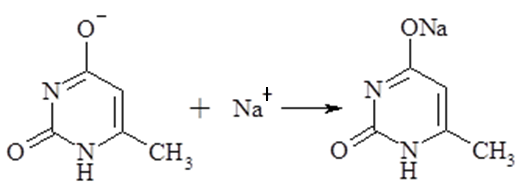 O⁻ ONa
N N
+ Na⁺
O N CH₃ O N CH₃
H H